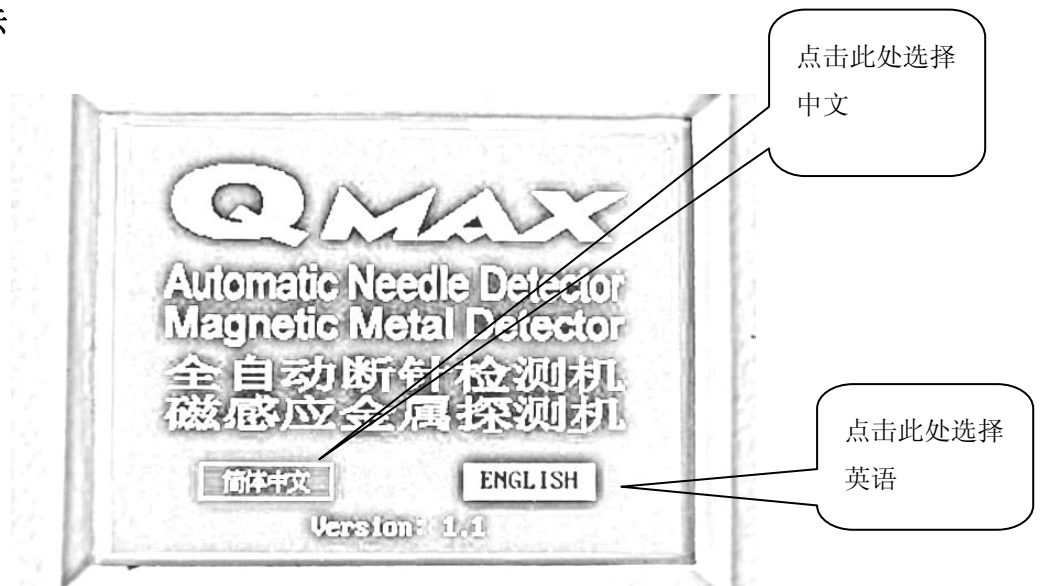 点击此处选择
中文
QMAX
Automatic Needle Detector
Magnetic Metal Detector
全自动断针检测机
磁感应金属探测机
简体中文
ENGLISH
Version: 1.1
点击此处选择
英语